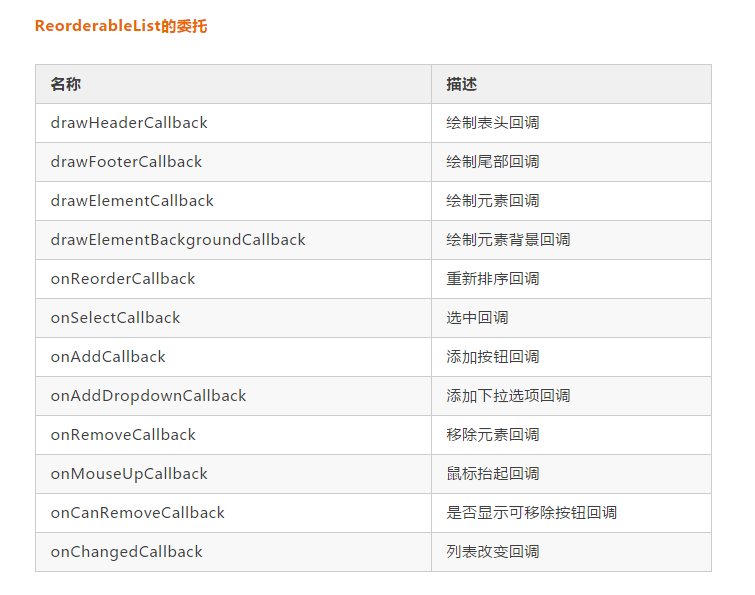 ReorderableList的委托
名称 描述
drawHeaderCallback 绘制表头回调
drawFooterCallback 绘制尾部回调
drawElementCallback 绘制元素回调
drawElementBackgroundCallback 绘制元素背景回调
onReorderCallback 重新排序回调
onSelectCallback 选中回调
onAddCallback 添加按钮回调
onAddDropdownCallback 添加下拉选项回调
onRemoveCallback 移除元素回调
onMouseUpCallback 鼠标抬起回调
onCanRemoveCallback 是否显示可移除按钮回调
onChangedCallback 列表改变回调